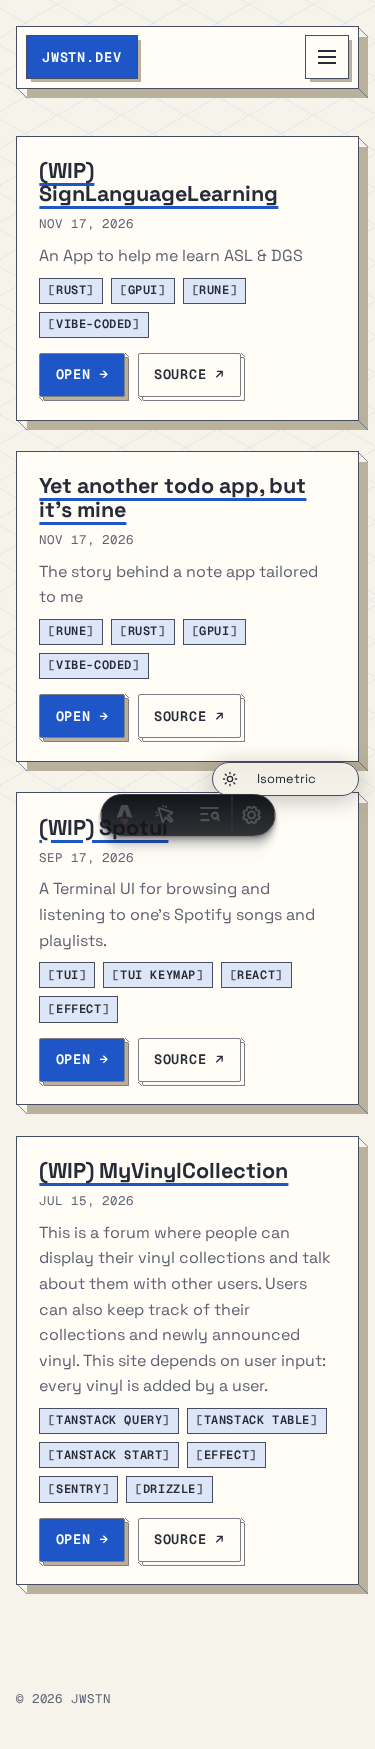 JWSTN.DEV
(WIP)
SignLanguageLearning
NOV 17, 2026
An App to help me learn ASL & DGS
[RUST] [GPUI] [RUNE]
[VIBE-CODED]
OPEN → SOURCE ↗
Yet another todo app, but
it's mine
NOV 17, 2026
The story behind a note app tailored
to me
[RUNE] [RUST] [GPUI]
[VIBE-CODED]
OPEN → SOURCE ↗
Isometric
(WIP) Spotui
SEP 17, 2026
A Terminal UI for browsing and
listening to one's Spotify songs and
playlists.
[TUI] [TUI KEYMAP] [REACT]
[EFFECT]
OPEN → SOURCE ↗
(WIP) MyVinylCollection
JUL 15, 2026
This is a forum where people can
display their vinyl collections and talk
about them with other users. Users
can also keep track of their
collections and newly announced
vinyl. This site depends on user input:
every vinyl is added by a user.
[TANSTACK QUERY] [TANSTACK TABLE]
[TANSTACK START] [EFFECT]
[SENTRY] [DRIZZLE]
OPEN → SOURCE ↗
© 2026 JWSTN